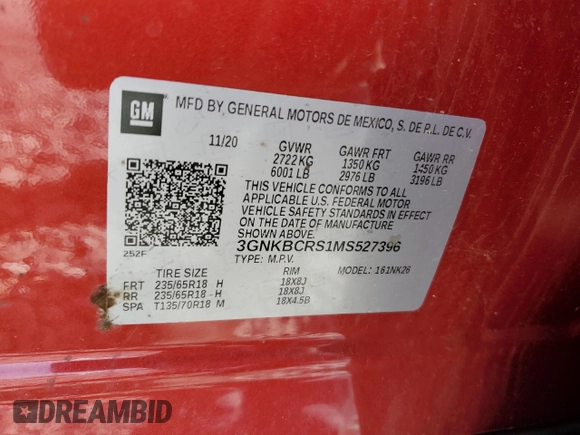 GM
MFD BY GENERAL MOTORS DE MEXICO, S. DE R.L. DE C.V.
11/20 GVWR GAWR FRT GAWR RR
2722 KG 1350 KG 1450 KG
6001 LB 2976 LB 3196 LB
THIS VEHICLE CONFORMS TO ALL
APPLICABLE U.S. FEDERAL MOTOR
VEHICLE SAFETY AND THEFT
PREVENTION STANDARDS IN EFFECT
ON THE DATE OF MANUFACTURE
SHOWN ABOVE.
252F 3GNKBCRS1MS527396
TYPE: M.P.V. MODEL: 161NK26
TIRE SIZE RIM
FRT 235/65R18 H 18X8J
RR 235/65R18 H 18X8J
SPA T135/70R18 M 18X4.5B
DREAMBID